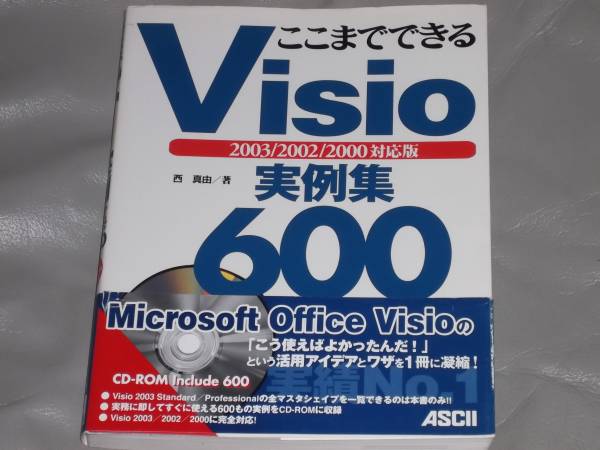 ここまでできる
Visio
2003/2002/2000対応版
西 真由／著
実例集
600
Microsoft Office Visioの
「こう使えばよかったんだ！」
という活用アイデアとワザを1冊に凝縮！
実績No.1
CD-ROM Include 600
●Visio 2003 Standard／Professionalの全マスタシェイプを一覧できるのは本書のみ!!
●実務に即してすぐに使える600もの実例をCD-ROMに収録
●Visio 2003／2002／2000に完全対応!
ASCII